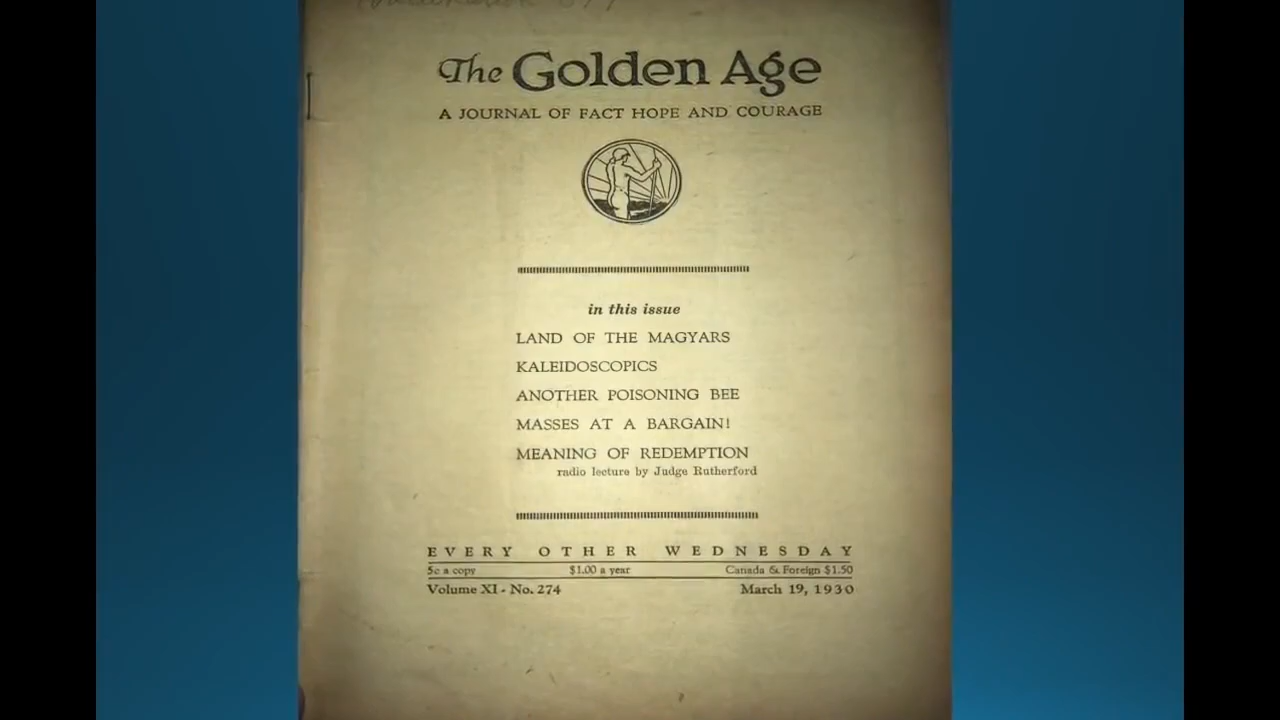 The Golden Age
A JOURNAL OF FACT HOPE AND COURAGE
in this issue
LAND OF THE MAGYARS
KALEIDOSCOPICS
ANOTHER POISONING BEE
MASSES AT A BARGAIN!
MEANING OF REDEMPTION
radio lecture by Judge Rutherford
EVERY OTHER WEDNESDAY
5c a copy $1.00 a year Canada & Foreign $1.50
Volume XI - No. 274 March 19, 1930